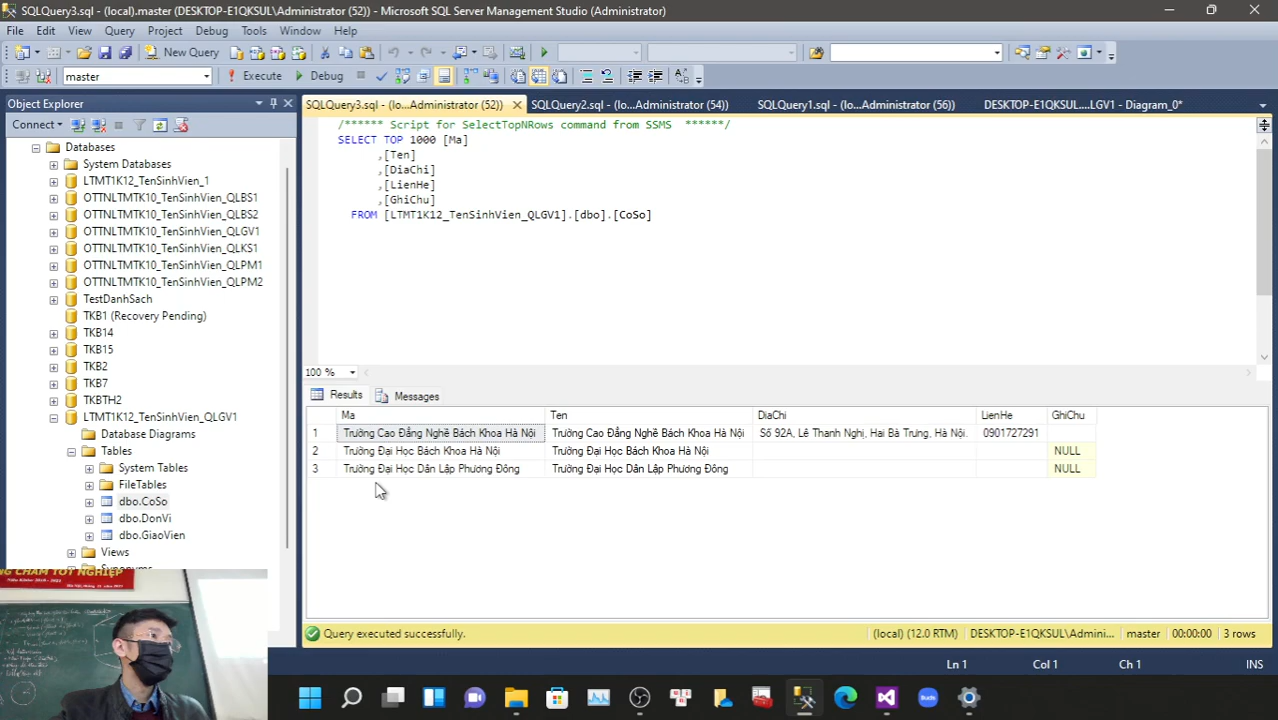 SQLQuery3.sql - (local).master (DESKTOP-E1QKSUL\Administrator (52)) - Microsoft SQL Server Management Studio (Administrator)
File Edit View Query Project Debug Tools Window Help
New Query
master Execute Debug
Object Explorer
Connect
Databases
System Databases
LTMT1K12_TenSinhVien_1
OTTNLTMTK10_TenSinhVien_QLBS1
OTTNLTMTK10_TenSinhVien_QLBS2
OTTNLTMTK10_TenSinhVien_QLGV1
OTTNLTMTK10_TenSinhVien_QLKS1
OTTNLTMTK10_TenSinhVien_QLPM1
OTTNLTMTK10_TenSinhVien_QLPM2
TestDanhSach
TKB1 (Recovery Pending)
TKB14
TKB15
TKB2
TKB7
TKBTH2
LTMT1K12_TenSinhVien_QLGV1
Database Diagrams
Tables
System Tables
FileTables
dbo.CoSo
dbo.DonVi
dbo.GiaoVien
Views
SQLQuery3.sql - (lo...Administrator (52)) SQLQuery2.sql - (lo...Administrator (54)) SQLQuery1.sql - (lo...Administrator (56)) DESKTOP-E1QKSUL....LGV1 - Diagram_0*
/****** Script for SelectTopNRows command from SSMS ******/
SELECT TOP 1000 [Ma]
,[Ten]
,[DiaChi]
,[LienHe]
,[GhiChu]
FROM [LTMT1K12_TenSinhVien_QLGV1].[dbo].[CoSo]
100 %
Results Messages
Ma Ten DiaChi LienHe GhiChu
1 Trường Cao Đẳng Nghề Bách Khoa Hà Nội Trường Cao Đẳng Nghề Bách Khoa Hà Nội Số 92A, Lê Thanh Nghị, Hai Bà Trưng, Hà Nội. 0901727291
2 Trường Đại Học Bách Khoa Hà Nội Trường Đại Học Bách Khoa Hà Nội NULL
3 Trường Đại Học Dân Lập Phương Đông Trường Đại Học Dân Lập Phương Đông NULL
Query executed successfully. (local) (12.0 RTM) DESKTOP-E1QKSUL\Admini... master 00:00:00 3 rows
Ln 1 Col 1 Ch 1 INS
NG CHẤM TỐT NGHIỆP